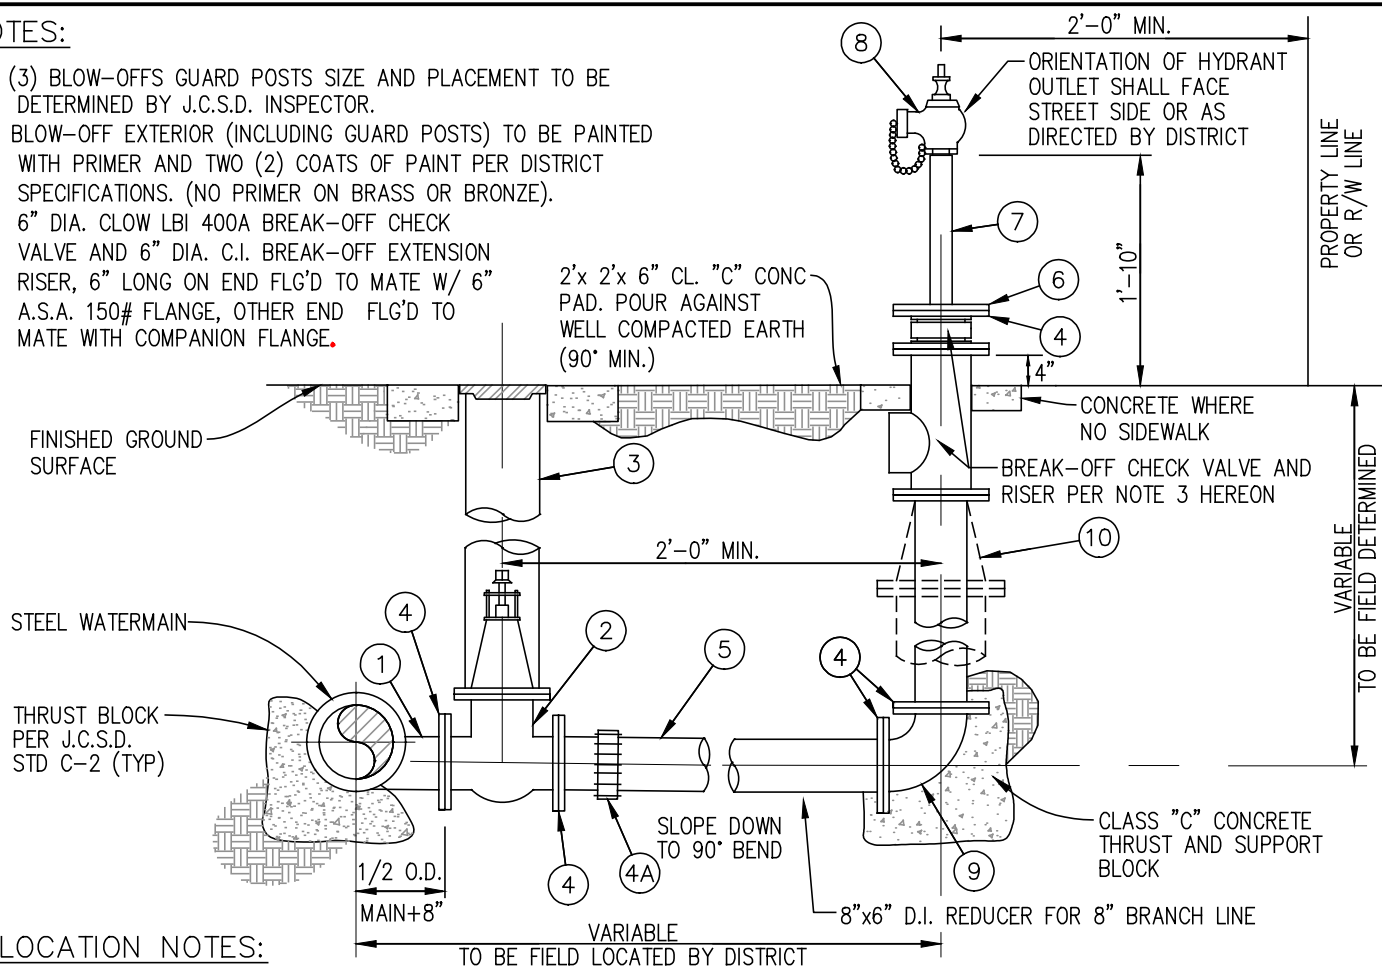 OTES:
(3) BLOW-OFFS GUARD POSTS SIZE AND PLACEMENT TO BE
DETERMINED BY J.C.S.D. INSPECTOR.
BLOW-OFF EXTERIOR (INCLUDING GUARD POSTS) TO BE PAINTED
WITH PRIMER AND TWO (2) COATS OF PAINT PER DISTRICT
SPECIFICATIONS. (NO PRIMER ON BRASS OR BRONZE).
6" DIA. CLOW LBI 400A BREAK-OFF CHECK
VALVE AND 6" DIA. C.I. BREAK-OFF EXTENSION
RISER, 6" LONG ON END FLG'D TO MATE W/ 6"
A.S.A. 150# FLANGE, OTHER END FLG'D TO
MATE WITH COMPANION FLANGE.
2'-0" MIN.
8
ORIENTATION OF HYDRANT
OUTLET SHALL FACE
STREET SIDE OR AS
DIRECTED BY DISTRICT
PROPERTY LINE
OR R/W LINE
7
1'-10"
6
4
4"
2'x 2'x 6" CL. "C" CONC
PAD. POUR AGAINST
WELL COMPACTED EARTH
(90° MIN.)
FINISHED GROUND
SURFACE
3
CONCRETE WHERE
NO SIDEWALK
BREAK-OFF CHECK VALVE AND
RISER PER NOTE 3 HEREON
10
2'-0" MIN.
VARIABLE
TO BE FIELD DETERMINED
STEEL WATERMAIN
4
1
2
5
4
THRUST BLOCK
PER J.C.S.D.
STD C-2 (TYP)
SLOPE DOWN
TO 90° BEND
CLASS "C" CONCRETE
THRUST AND SUPPORT
BLOCK
1/2 O.D.
MAIN+8"
4
4A
9
8"x6" D.I. REDUCER FOR 8" BRANCH LINE
VARIABLE
TO BE FIELD LOCATED BY DISTRICT
LOCATION NOTES: